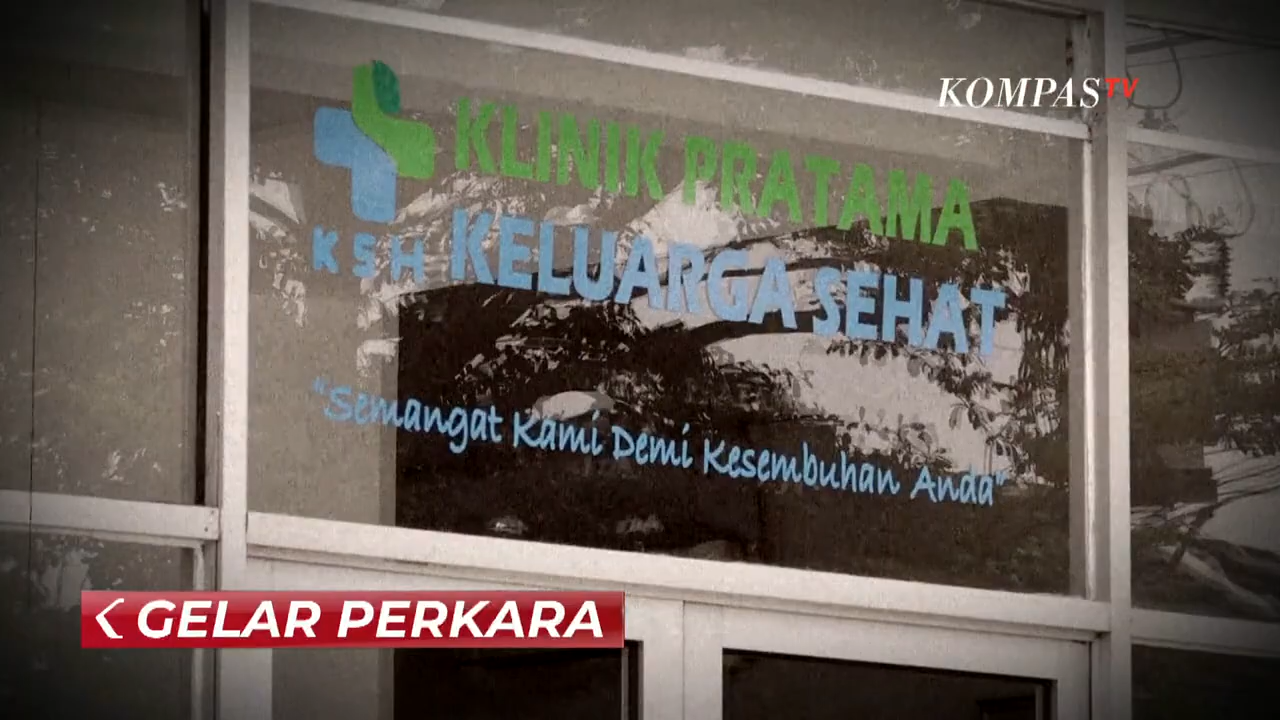 KOMPASTV
KLINIK PRATAMA
KSH KELUARGA SEHAT
"Semangat Kami Demi Kesembuhan Anda"
GELAR PERKARA